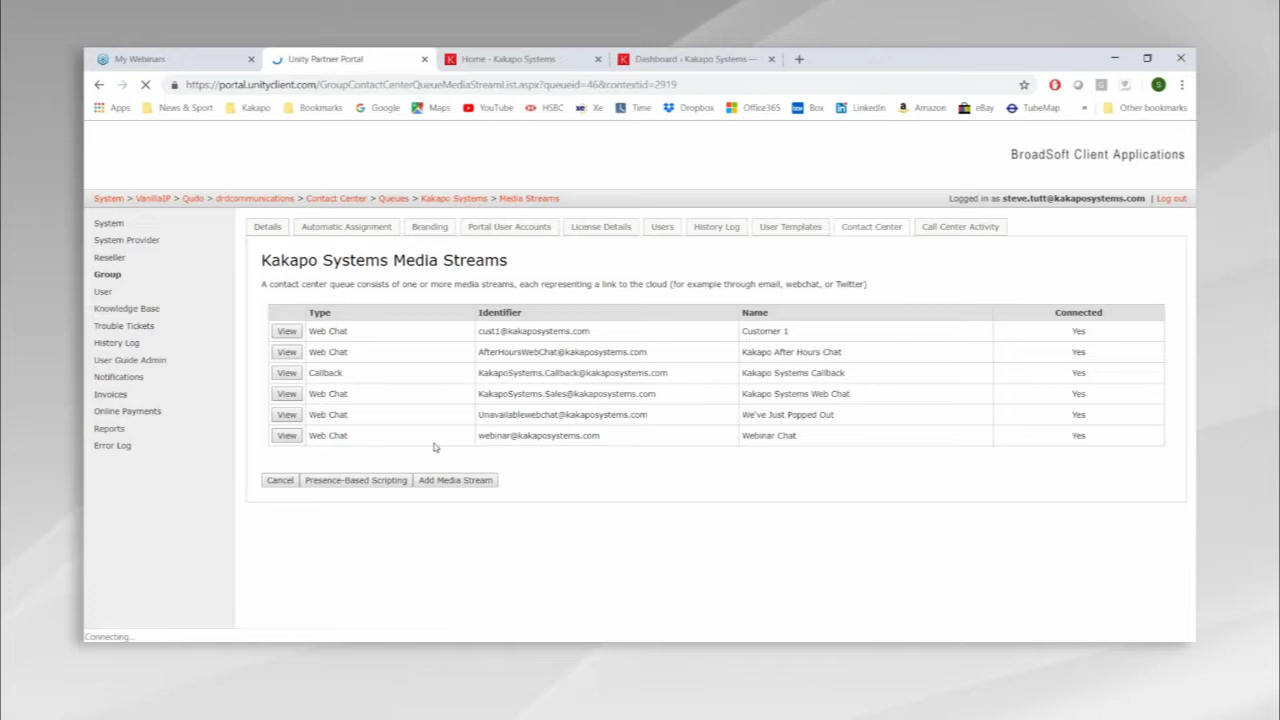 My Webinars
Unity Partner Portal
Home - Kakapo Systems
Dashboard ‹ Kakapo Systems —
https://portal.unityclient.com/GroupContactCenterQueueMediaStreamList.aspx?queueid=46&contextid=2919
Apps News & Sport Kakapo Bookmarks Google Maps YouTube HSBC Xe Time Dropbox Office365 Box LinkedIn Amazon eBay TubeMap » Other bookmarks
BroadSoft Client Applications
System > VanillaIP > Qudo > drdcommunications > Contact Center > Queues > Kakapo Systems > Media Streams
Logged in as steve.tutt@kakaposystems.com | Log out
System
System Provider
Reseller
Group
User
Knowledge Base
Trouble Tickets
History Log
User Guide Admin
Notifications
Invoices
Online Payments
Reports
Error Log
Details Automatic Assignment Branding Portal User Accounts License Details Users History Log User Templates Contact Center Call Center Activity
Kakapo Systems Media Streams
A contact center queue consists of one or more media streams, each representing a link to the cloud (for example through email, webchat, or Twitter)
Type Identifier Name Connected
View Web Chat cust1@kakaposystems.com Customer 1 Yes
View Web Chat AfterHoursWebChat@kakaposystems.com Kakapo After Hours Chat Yes
View Callback KakapoSystems.Callback@kakaposystems.com Kakapo Systems Callback Yes
View Web Chat KakapoSystems.Sales@kakaposystems.com Kakapo Systems Web Chat Yes
View Web Chat Unavailablewebchat@kakaposystems.com We've Just Popped Out Yes
View Web Chat webinar@kakaposystems.com Webinar Chat Yes
Cancel Presence-Based Scripting Add Media Stream
Connecting...